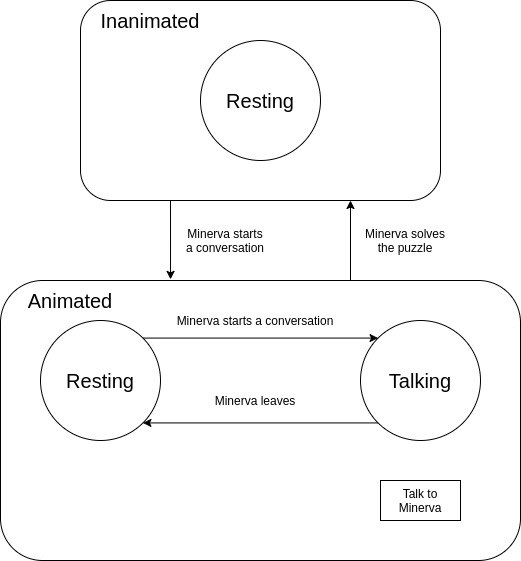 Inanimated
Resting
Minerva starts
a conversation
Minerva solves
the puzzle
Animated
Minerva starts a conversation
Resting
Talking
Minerva leaves
Talk to
Minerva